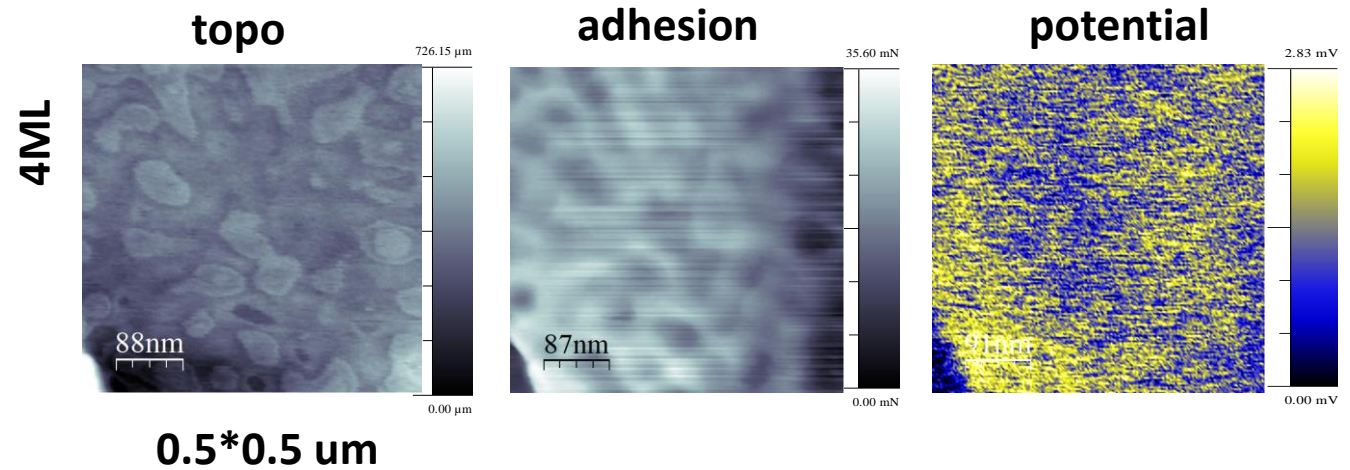 topo
adhesion
potential
726.15 µm
35.60 mN
2.83 mV
4ML
88nm
87nm
91nm
0.00 µm
0.00 mN
0.00 mV
0.5*0.5 um